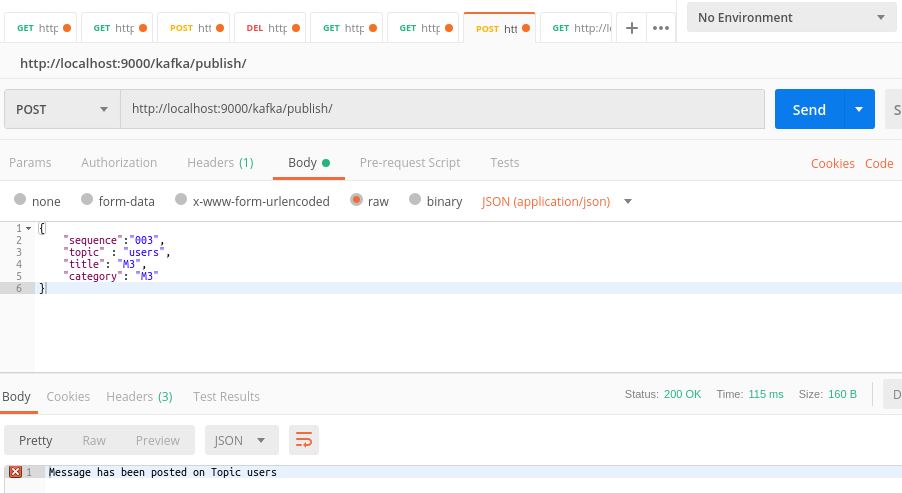 GET http
GET http
POST htt
DEL http
GET http
GET http
POST htt
GET http://lo
No Environment
http://localhost:9000/kafka/publish/
POST
http://localhost:9000/kafka/publish/
Send
S
Params Authorization Headers (1) Body Pre-request Script Tests
Cookies Code
none form-data x-www-form-urlencoded raw binary JSON (application/json)
1 {
2 "sequence":"003",
3 "topic" : "users",
4 "title": "M3",
5 "category": "M3"
6 }
Body Cookies Headers (3) Test Results
Status: 200 OK Time: 115 ms Size: 160 B
D
Pretty Raw Preview JSON
1 Message has been posted on Topic users